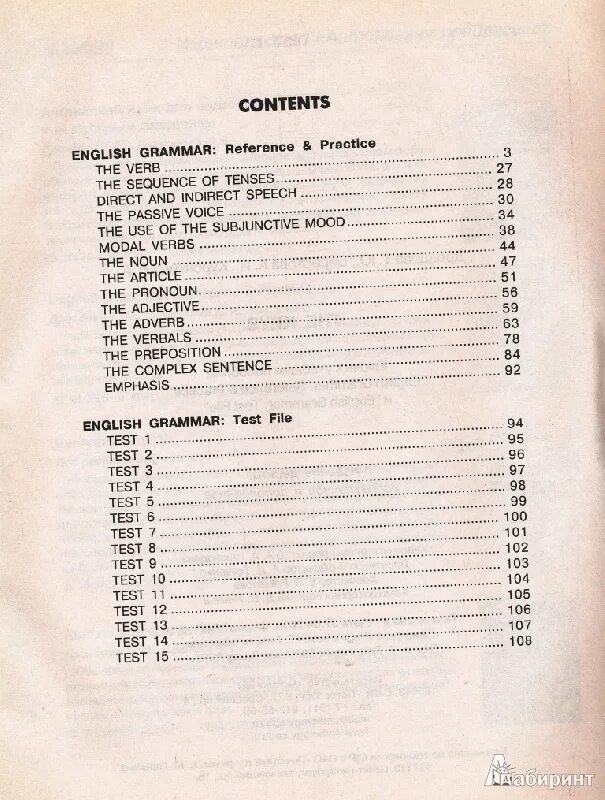 CONTENTS
ENGLISH GRAMMAR: Reference & Practice
THE VERB 3
THE SEQUENCE OF TENSES 27
DIRECT AND INDIRECT SPEECH 28
THE PASSIVE VOICE 30
THE USE OF THE SUBJUNCTIVE MOOD 34
MODAL VERBS 38
THE NOUN 44
THE ARTICLE 47
THE PRONOUN 51
THE ADJECTIVE 56
THE ADVERB 59
THE VERBALS 63
THE PREPOSITION 78
THE COMPLEX SENTENCE 84
EMPHASIS 92
ENGLISH GRAMMAR: Test File
TEST 1 94
TEST 2 95
TEST 3 96
TEST 4 97
TEST 5 98
TEST 6 99
TEST 7 100
TEST 8 101
TEST 9 102
TEST 10 103
TEST 11 104
TEST 12 105
TEST 13 106
TEST 14 107
TEST 15 108
Лабиринт